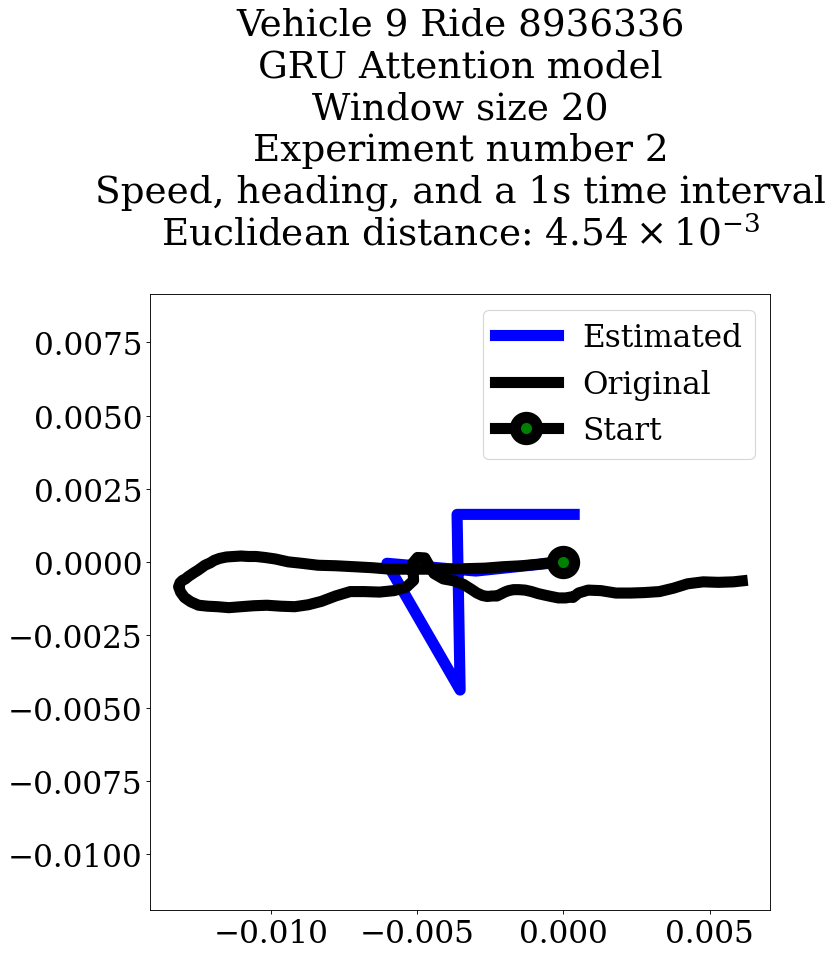 Vehicle 9 Ride 8936336
GRU Attention model
Window size 20
Experiment number 2
Speed, heading, and a 1s time interval
Euclidean distance: 4.54 × 10⁻³
Estimated
Original
Start
0.0075
0.0050
0.0025
0.0000
−0.0025
−0.0050
−0.0075
−0.0100
−0.010 −0.005 0.000 0.005